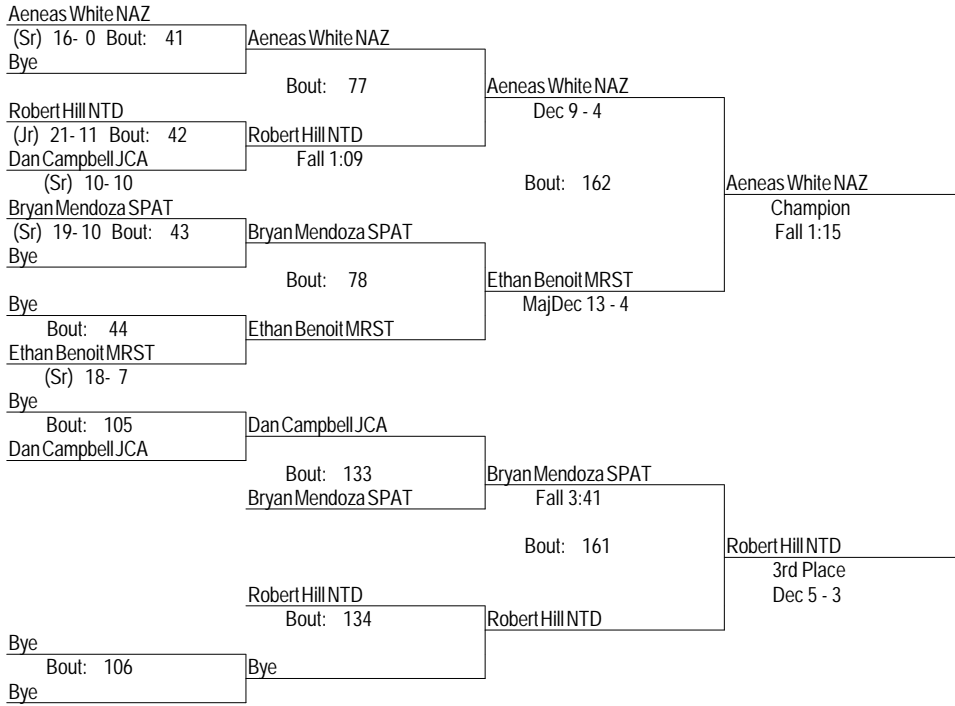 Aeneas White NAZ
(Sr) 16- 0 Bout: 41
Aeneas White NAZ
Bye
Bout: 77
Aeneas White NAZ
Robert Hill NTD
Dec 9 - 4
(Jr) 21- 11 Bout: 42
Robert Hill NTD
Dan Campbell JCA
Fall 1:09
(Sr) 10- 10
Bout: 162
Aeneas White NAZ
Bryan Mendoza SPAT
Champion
(Sr) 19- 10 Bout: 43
Bryan Mendoza SPAT
Fall 1:15
Bye
Bout: 78
Ethan Benoit MRST
Bye
MajDec 13 - 4
Bout: 44
Ethan Benoit MRST
Ethan Benoit MRST
(Sr) 18- 7
Bye
Bout: 105
Dan Campbell JCA
Dan Campbell JCA
Bout: 133
Bryan Mendoza SPAT
Bryan Mendoza SPAT
Fall 3:41
Bout: 161
Robert Hill NTD
3rd Place
Robert Hill NTD
Dec 5 - 3
Bout: 134
Robert Hill NTD
Bye
Bout: 106
Bye
Bye